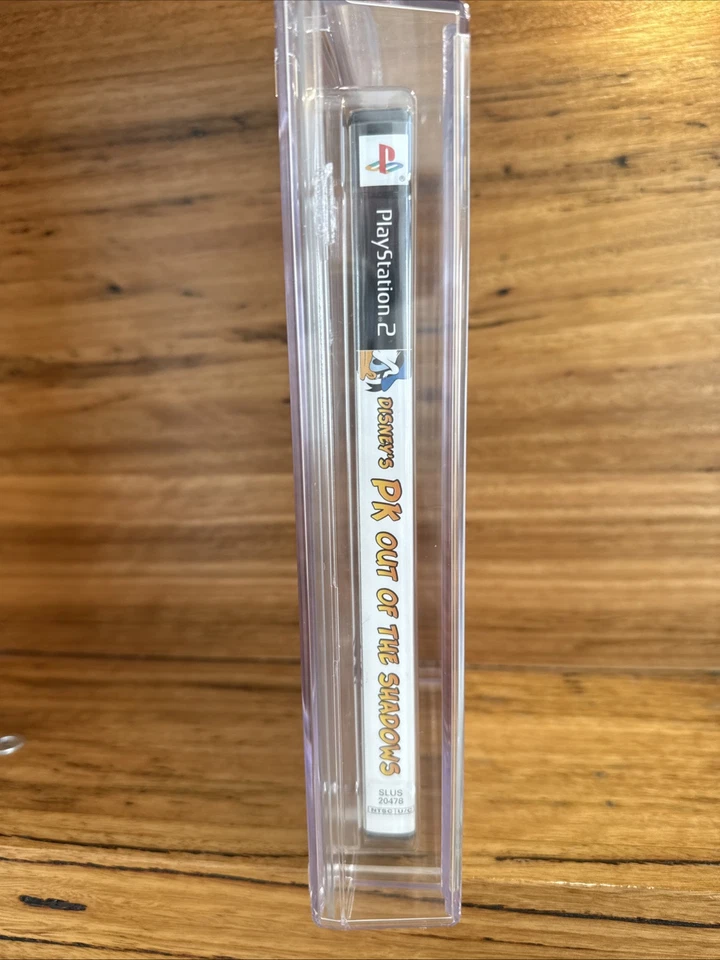 PlayStation 2
DISNEY'S PK OUT OF THE SHADOWS
SLUS
20478
NTSC U/C